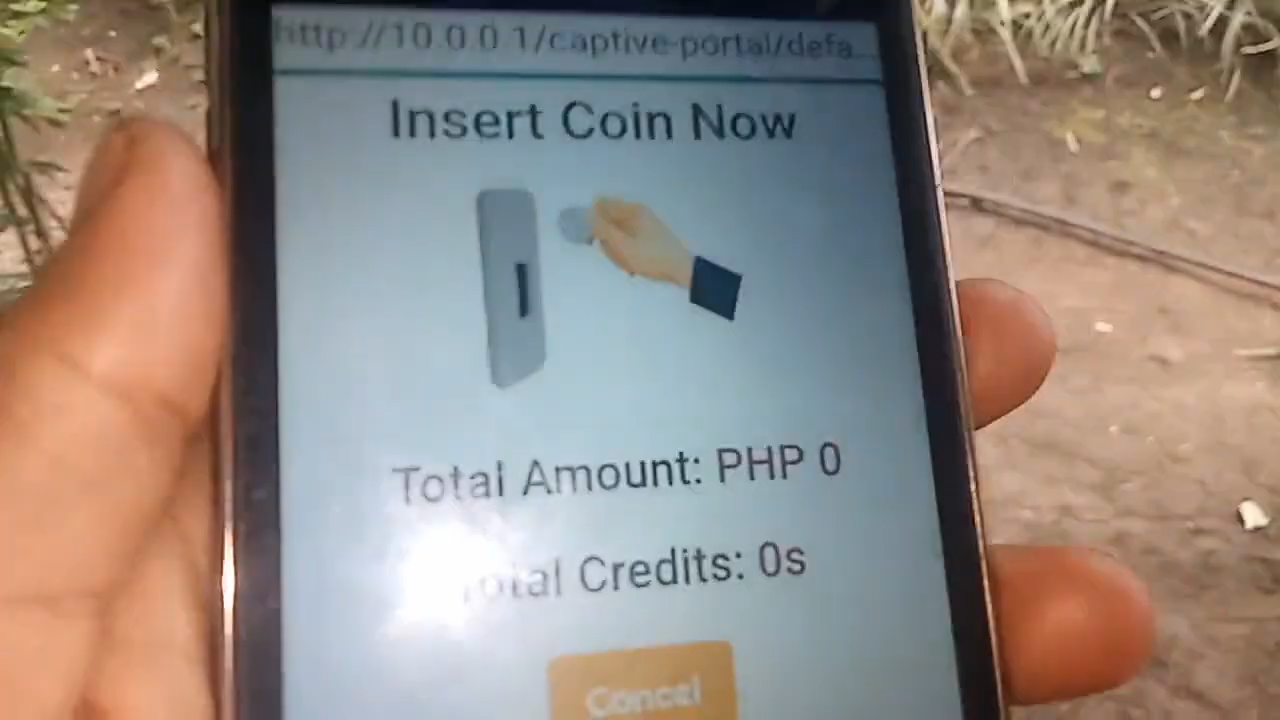 http://10.0.0.1/captive-portal/defa...
Insert Coin Now
Total Amount: PHP 0
Total Credits: 0s
Cancel